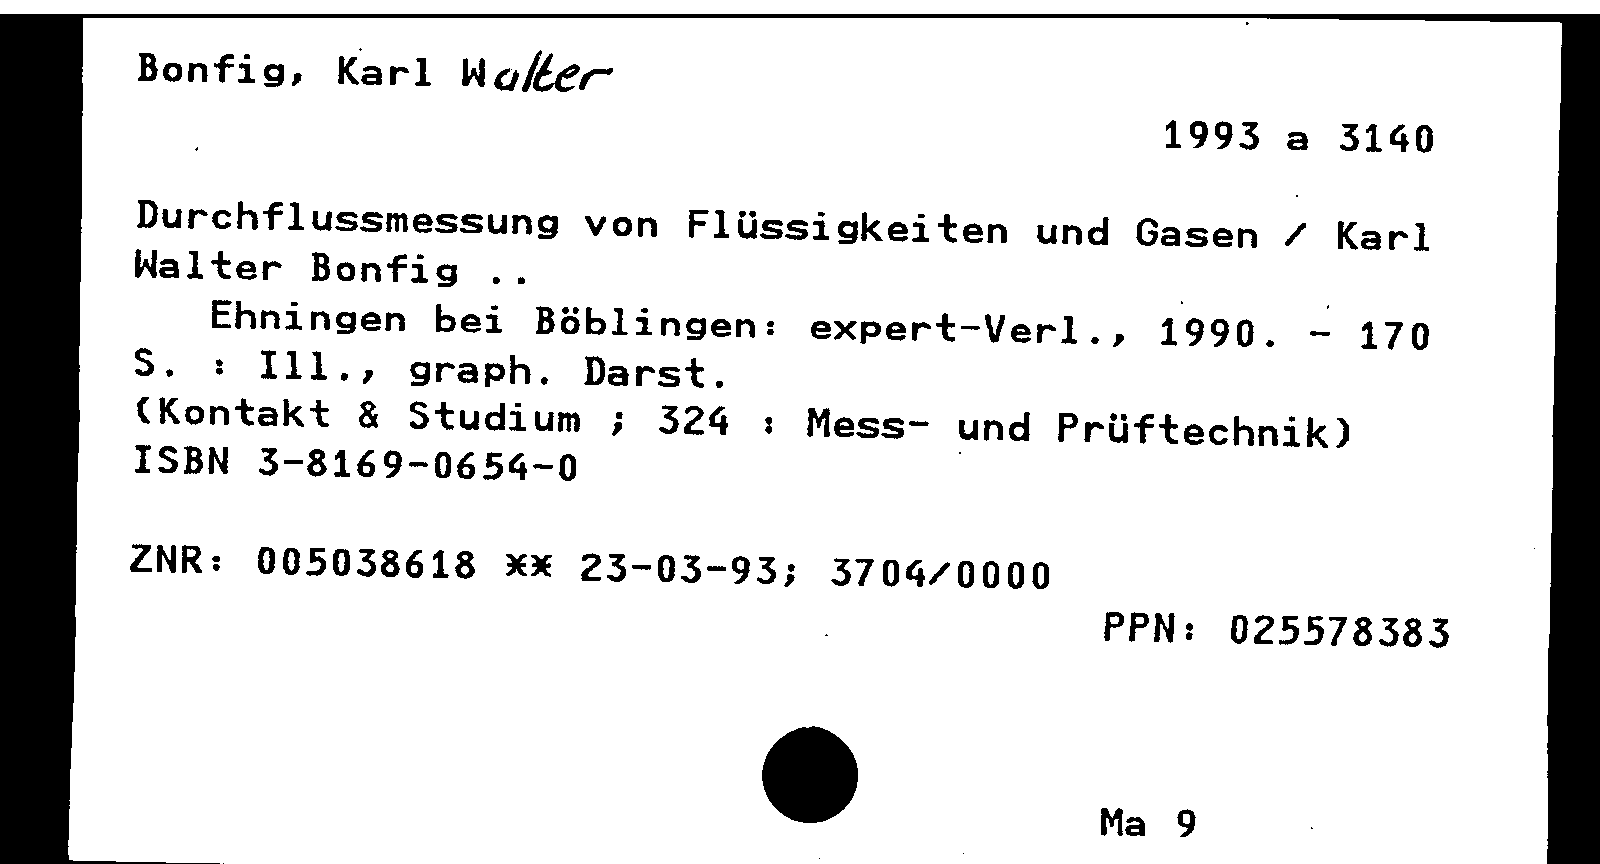 Bonfig, Karl Walter
1993 a 3140
Durchflussmessung von Flüssigkeiten und Gasen / Karl
Walter Bonfig ..
Ehningen bei Böblingen: expert-Verl., 1990. - 170
S. : Ill., graph. Darst.
(Kontakt & Studium ; 324 : Mess- und Prüftechnik)
ISBN 3-8169-0654-0
ZNR: 005038618 ** 23-03-93; 3704/0000
PPN: 025578383
Ma 9